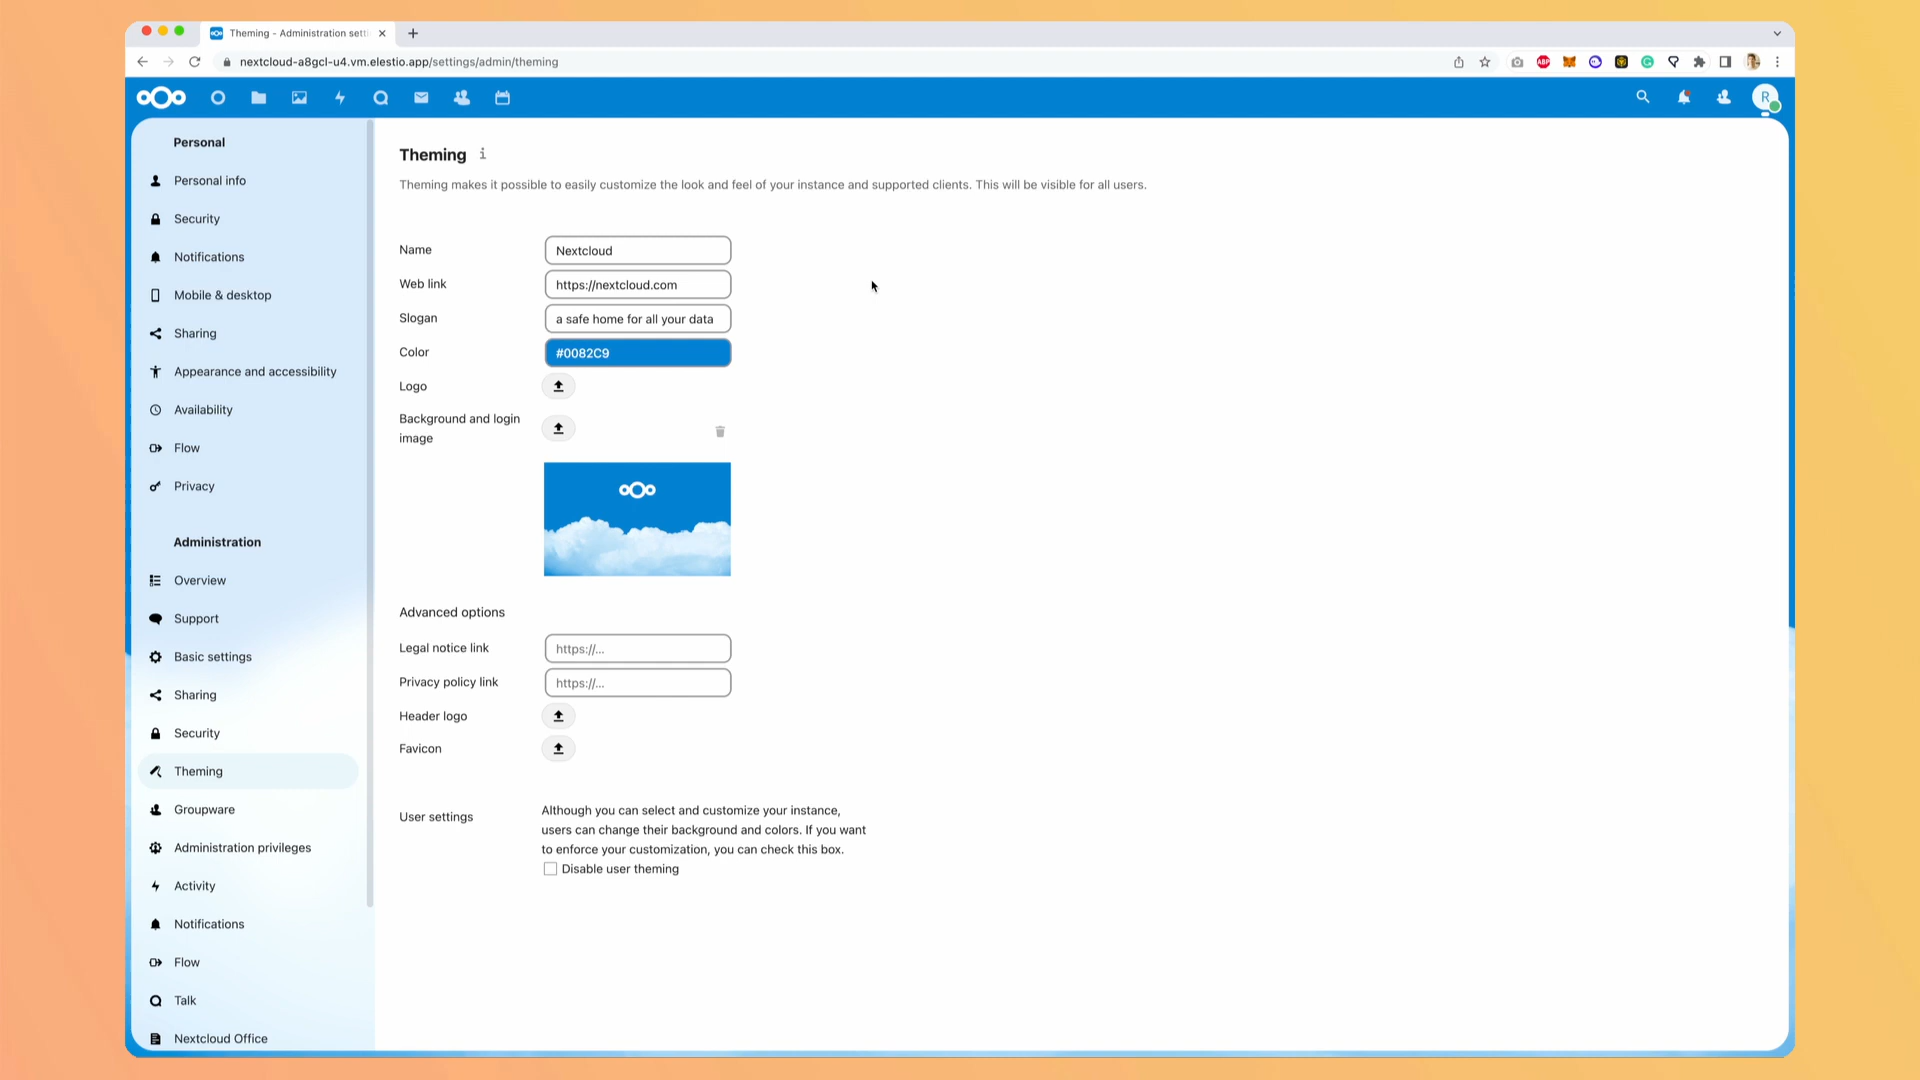 Theming - Administration setti
nextcloud-a8gcl-u4.vm.elestio.app/settings/admin/theming
ABP
R
Personal
Personal info
Security
Notifications
Mobile & desktop
Sharing
Appearance and accessibility
Availability
Flow
Privacy
Administration
Overview
Support
Basic settings
Sharing
Security
Theming
Groupware
Administration privileges
Activity
Notifications
Flow
Talk
Nextcloud Office
Theming
Theming makes it possible to easily customize the look and feel of your instance and supported clients. This will be visible for all users.
Name
Nextcloud
Web link
https://nextcloud.com
Slogan
a safe home for all your data
Color
#0082C9
Logo
Background and login
image
Advanced options
Legal notice link
https://...
Privacy policy link
https://...
Header logo
Favicon
User settings
Although you can select and customize your instance,
users can change their background and colors. If you want
to enforce your customization, you can check this box.
Disable user theming